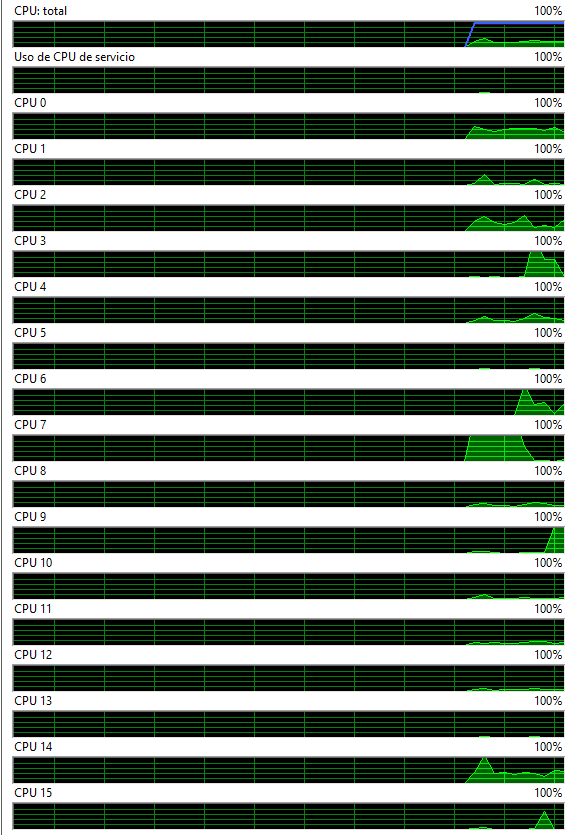 CPU: total 100%
Uso de CPU de servicio 100%
CPU 0 100%
CPU 1 100%
CPU 2 100%
CPU 3 100%
CPU 4 100%
CPU 5 100%
CPU 6 100%
CPU 7 100%
CPU 8 100%
CPU 9 100%
CPU 10 100%
CPU 11 100%
CPU 12 100%
CPU 13 100%
CPU 14 100%
CPU 15 100%